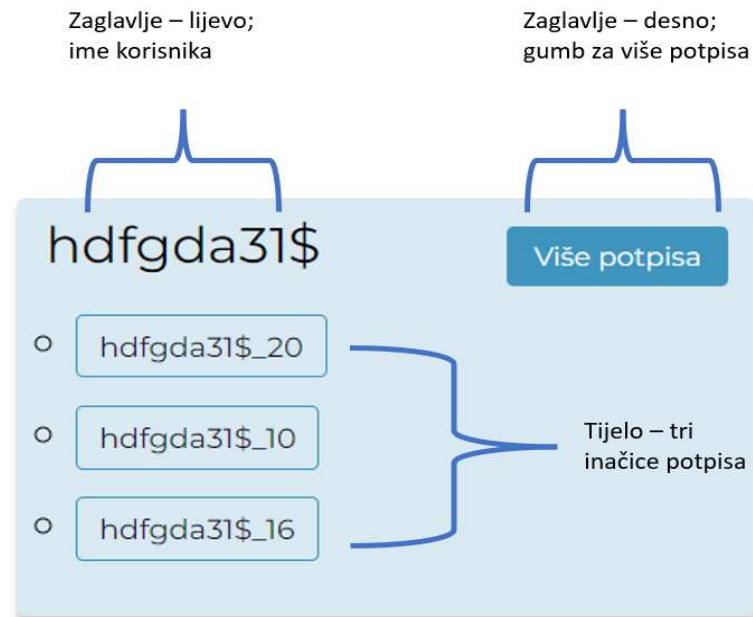 Zaglavlje – lijevo;
ime korisnika
Zaglavlje – desno;
gumb za više potpisa
hdfgda31$
Više potpisa
hdfgda31$_20
hdfgda31$_10
hdfgda31$_16
Tijelo – tri
inačice potpisa